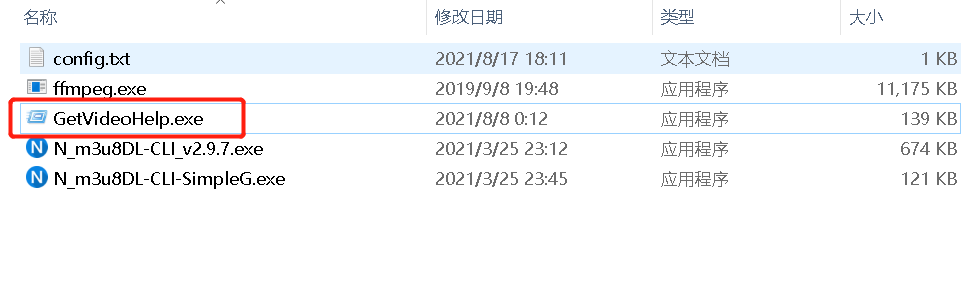 名称 修改日期 类型 大小
config.txt 2021/8/17 18:11 文本文档 1 KB
ffmpeg.exe 2019/9/8 19:48 应用程序 11,175 KB
GetVideoHelp.exe 2021/8/8 0:12 应用程序 139 KB
N_m3u8DL-CLI_v2.9.7.exe 2021/3/25 23:12 应用程序 674 KB
N_m3u8DL-CLI-SimpleG.exe 2021/3/25 23:45 应用程序 121 KB